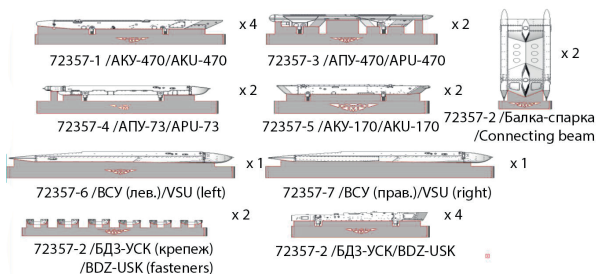 x 4
72357-1 /АКУ-470/AKU-470
x 2
72357-3 /АПУ-470/APU-470
x 2
72357-2 /Балка-спарка
/Connecting beam
x 2
72357-4 /АПУ-73/APU-73
x 2
72357-5 /АКУ-170/AKU-170
x 1
72357-6 /ВСУ (лев.)/VSU (left)
x 1
72357-7 /ВСУ (прав.)/VSU (right)
x 2
72357-2 /БДЗ-УСК (крепеж)
/BDZ-USK (fasteners)
x 4
72357-2 /БДЗ-УСК/BDZ-USK